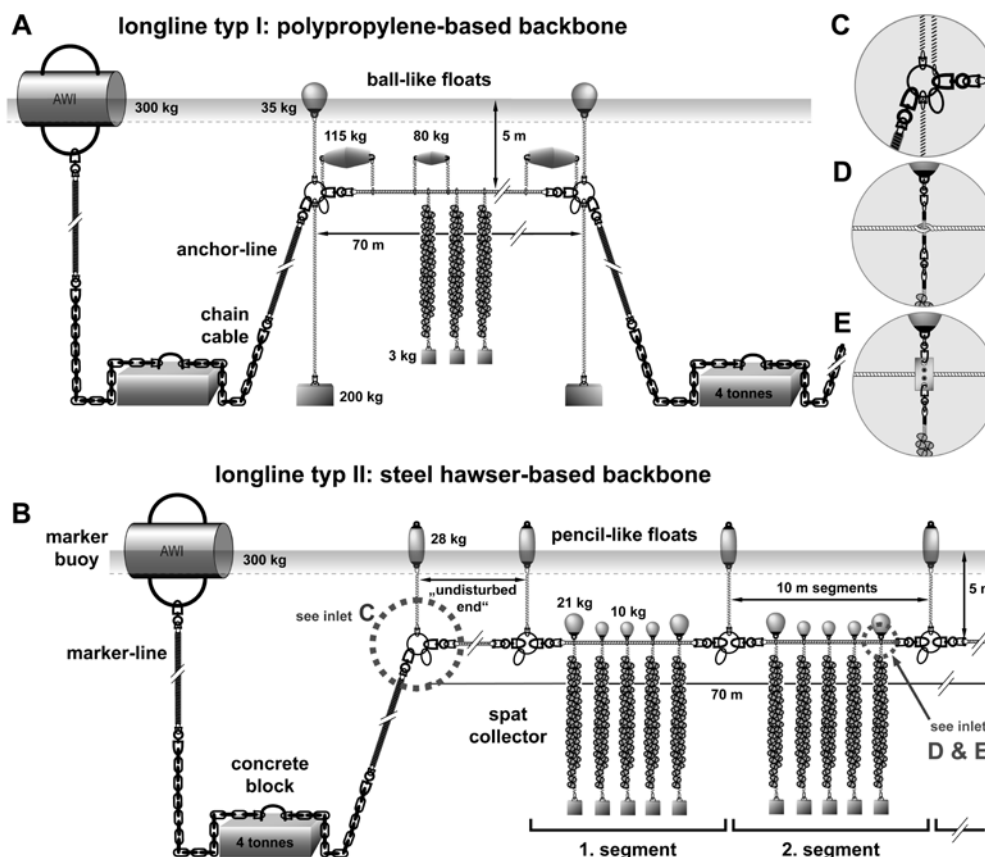 A
longline typ I: polypropylene-based backbone
C
AWI
300 kg
35 kg
ball-like floats
115 kg
80 kg
5 m
D
anchor-line
70 m
chain
cable
E
3 kg
200 kg
4 tonnes
longline typ II: steel hawser-based backbone
B
marker
buoy
AWI
300 kg
28 kg
pencil-like floats
„undisturbed
end“
10 m segments
5 m
see inlet C
21 kg
10 kg
marker-line
70 m
spat
collector
see inlet
D & E
concrete
block
4 tonnes
1. segment
2. segment